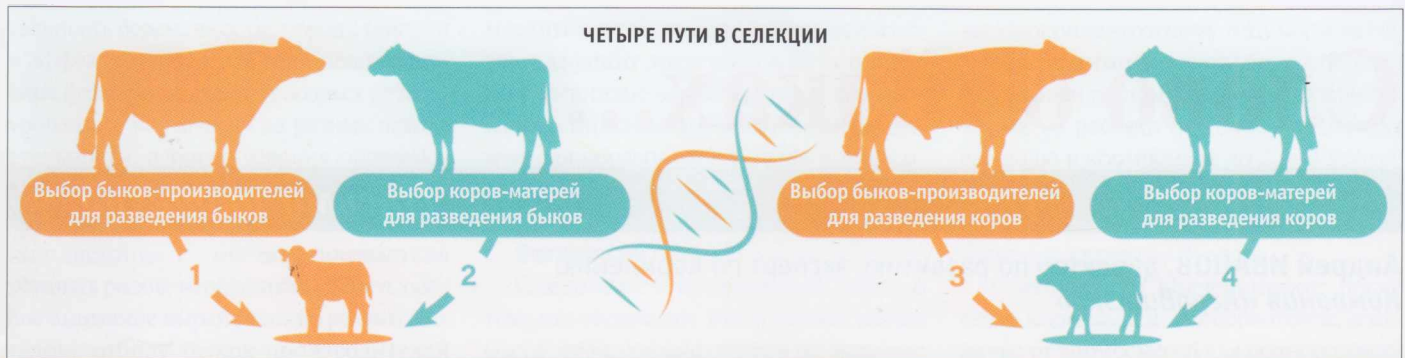 ЧЕТЫРЕ ПУТИ В СЕЛЕКЦИИ
Выбор быков-производителей
для разведения быков
Выбор коров-матерей
для разведения быков
Выбор быков-производителей
для разведения коров
Выбор коров-матерей
для разведения коров
1
2
3
4